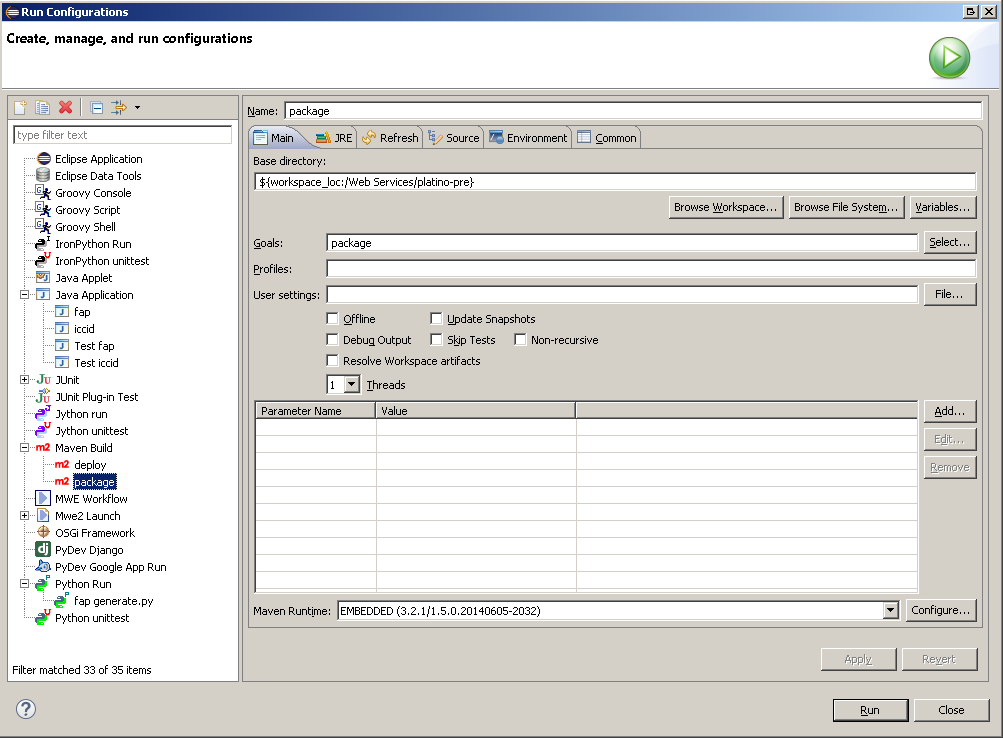 Run Configurations
Create, manage, and run configurations
type filter text
Eclipse Application
Eclipse Data Tools
Groovy Console
Groovy Script
Groovy Shell
IronPython Run
IronPython unittest
Java Applet
Java Application
fap
iccid
Test fap
Test iccid
JUnit
JUnit Plug-in Test
Jython run
Jython unittest
m2 Maven Build
m2 deploy
m2 package
MWE Workflow
Mwe2 Launch
OSGi Framework
dj PyDev Django
PyDev Google App Run
Python Run
fap generate.py
Python unittest
Filter matched 33 of 35 items
Name: package
Main JRE Refresh Source Environment Common
Base directory:
${workspace_loc:/Web Services/platino-pre}
Browse Workspace... Browse File System... Variables...
Goals: package Select...
Profiles:
User settings: File...
Offline Update Snapshots
Debug Output Skip Tests Non-recursive
Resolve Workspace artifacts
1 Threads
Parameter Name Value Add...
Edit...
Remove
Maven Runtime: EMBEDDED (3.2.1/1.5.0.20140605-2032) Configure...
Apply Revert
? Run Close